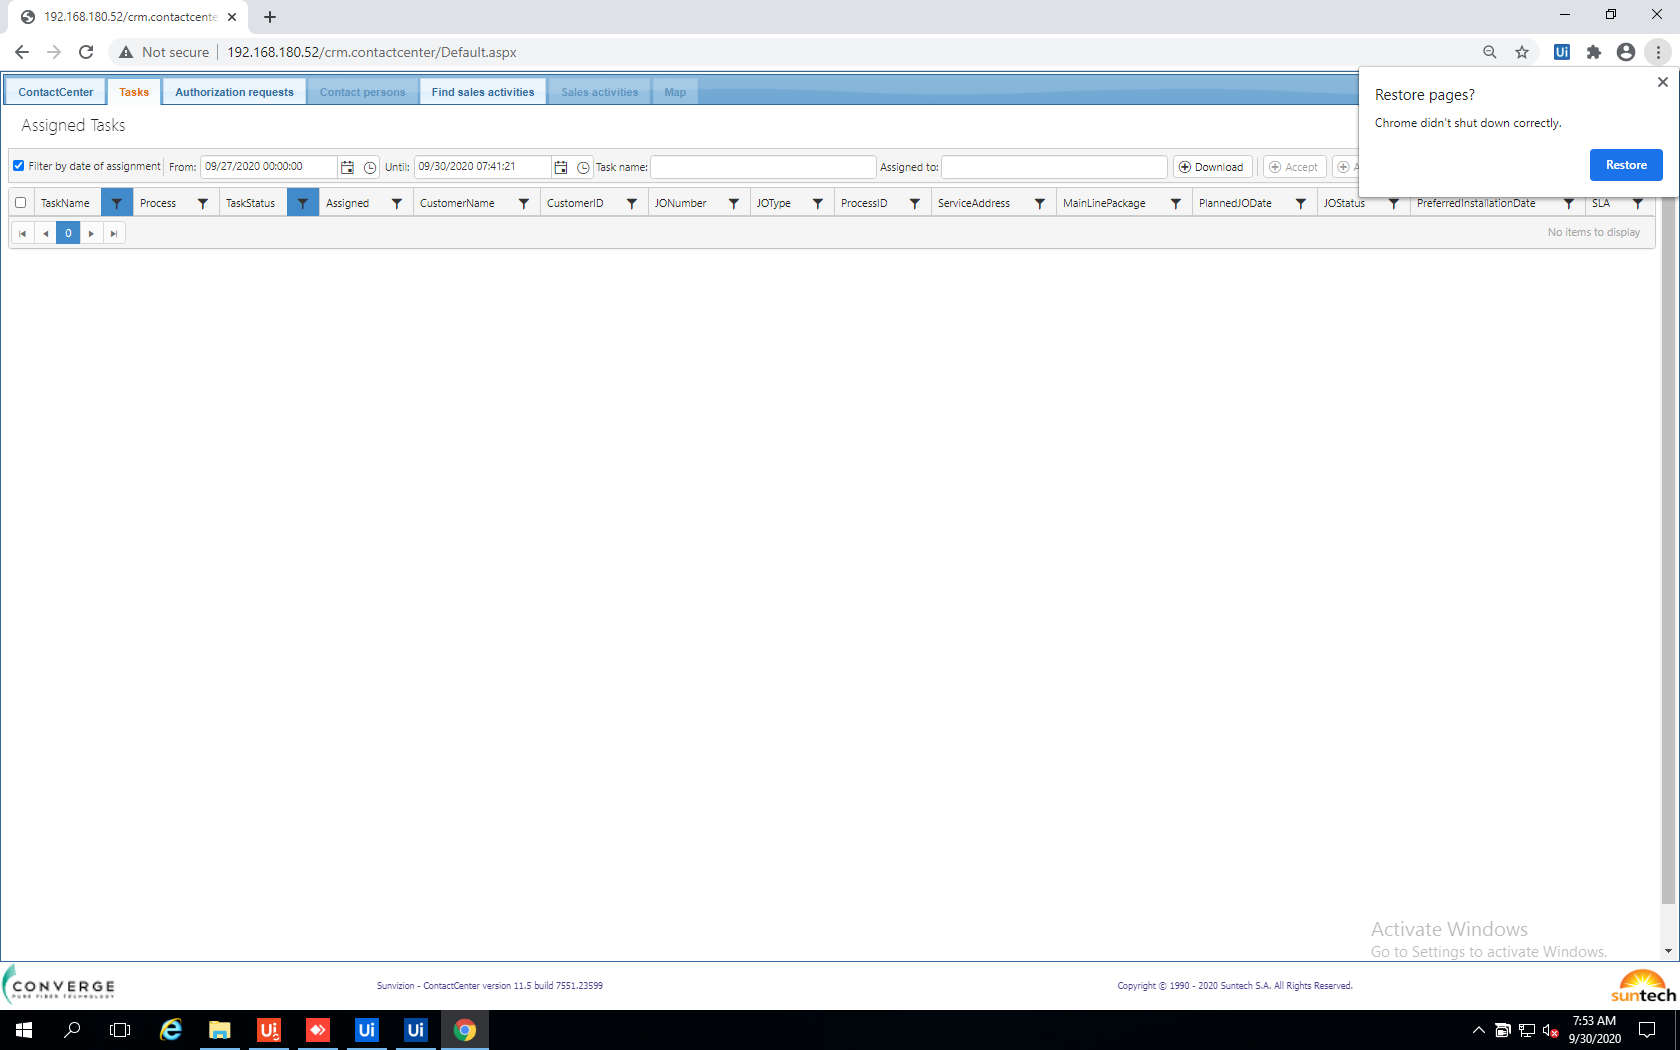 192.168.180.52/crm.contactcente
Not secure
192.168.180.52/crm.contactcenter/Default.aspx
Ui
ContactCenter
Tasks
Authorization requests
Contact persons
Find sales activities
Sales activities
Map
Restore pages?
Chrome didn't shut down correctly.
Restore
Assigned Tasks
Filter by date of assignment
From:
09/27/2020 00:00:00
Until:
09/30/2020 07:41:21
Task name:
Assigned to:
Download
Accept
A
TaskName
Process
TaskStatus
Assigned
CustomerName
CustomerID
JONumber
JOType
ProcessID
ServiceAddress
MainLinePackage
PlannedJODate
JOStatus
PreferredInstallationDate
SLA
0
No items to display
Activate Windows
Go to Settings to activate Windows.
CONVERGE
PURE FIBER TECHNOLOGY
Sunvizion - ContactCenter version 11.5 build 7551.23599
Copyright © 1990 - 2020 Suntech S.A. All Rights Reserved.
suntech
Ui
Ui
Ui
7:53 AM
9/30/2020